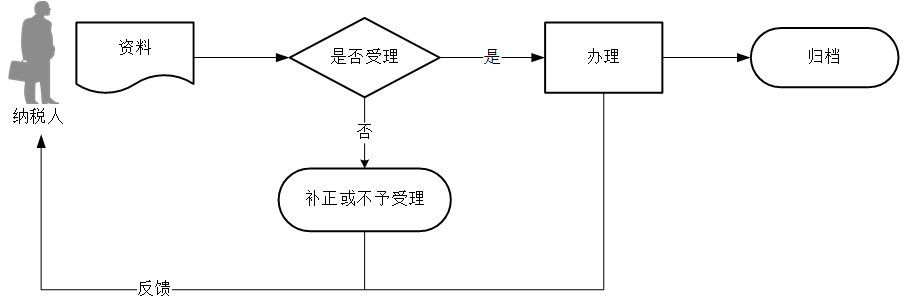 资料
是否受理
是
办理
归档
纳税人
否
补正或不予受理
反馈